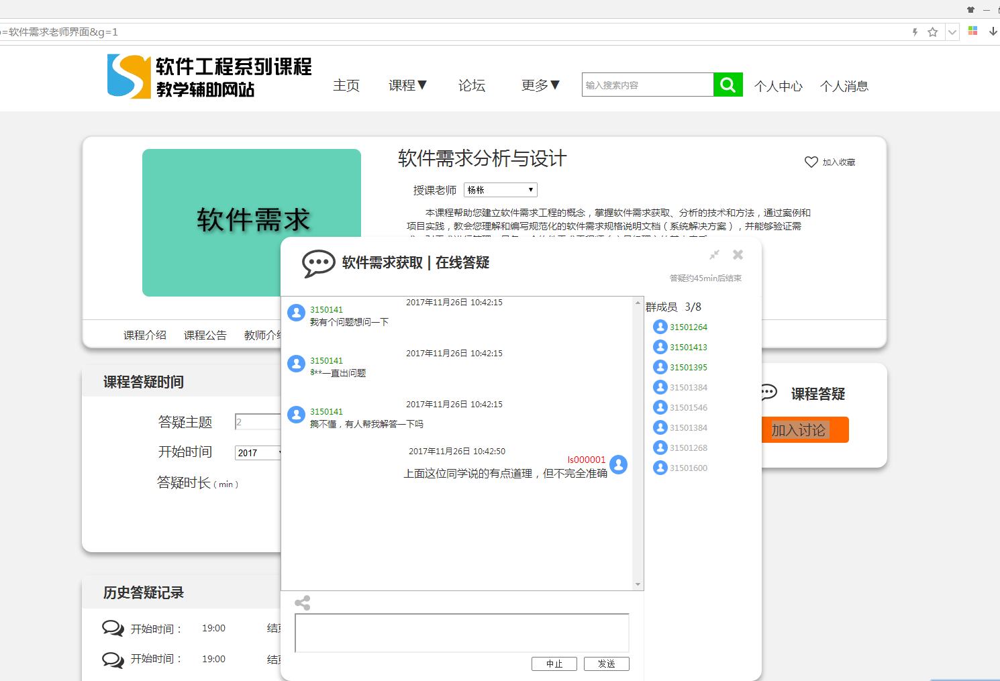 =软件需求老师界面&g=1
软件工程系列课程
教学辅助网站
主页
课程▼
论坛
更多▼
输入搜索内容
个人中心
个人消息
软件需求
软件需求分析与设计
加入收藏
授课老师
杨枨
本课程帮助您建立软件需求工程的概念，掌握软件需求获取、分析的技术和方法，通过案例和
项目实践，教会您理解和编写规范化的软件需求规格说明文档（系统解决方案），并能够验证需
课程介绍
课程公告
教师介绍
软件需求获取 | 在线答疑
答疑约45min后结束
2017年11月26日 10:42:15
3150141
我有个问题想问一下
2017年11月26日 10:42:15
3150141
**一直出问题
2017年11月26日 10:42:15
3150141
搞不懂，有人帮我解答一下吗
2017年11月26日 10:42:50
ls000001
上面这位同学说的有点道理，但不完全准确
群成员 3/8
31501264
31501413
31501395
31501384
31501546
31501384
31501268
31501600
中止
发送
课程答疑时间
答疑主题
2
开始时间
2017
答疑时长（min）
课程答疑
加入讨论
历史答疑记录
开始时间：
19:00
结束
开始时间：
19:00
结束